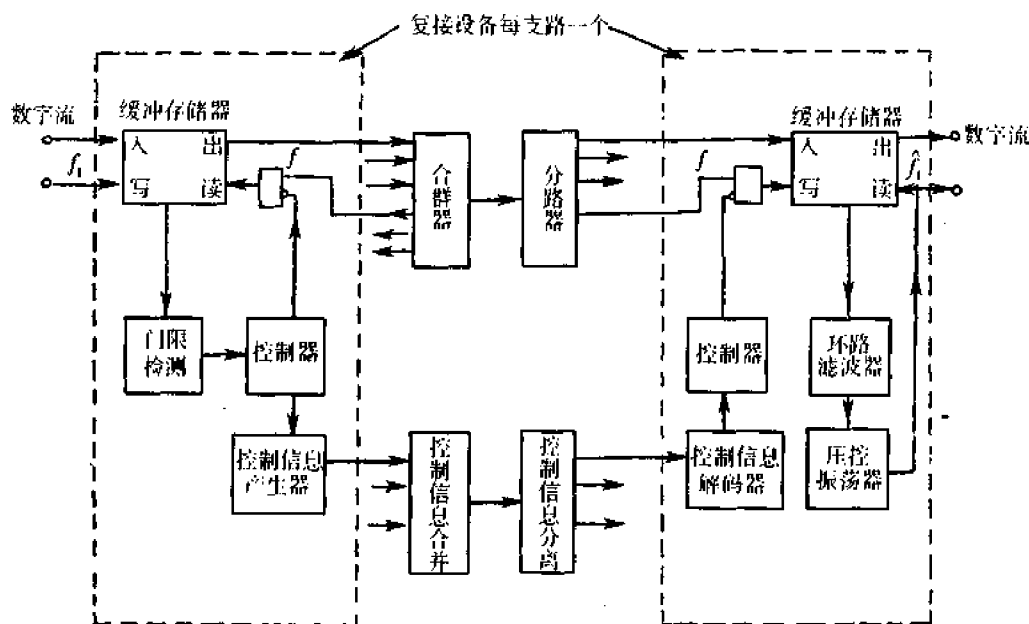 复接设备每支路一个
数字流
缓冲存储器
f₁
入 出
写 读
f
合群器
分路器
f
缓冲存储器
入 出
写 读
数字流
f̂₁
门限
检测
控制器
控制信息
产生器
控制信息合并
控制信息分离
控制器
控制信息
解码器
环路
滤波器
压控
振荡器